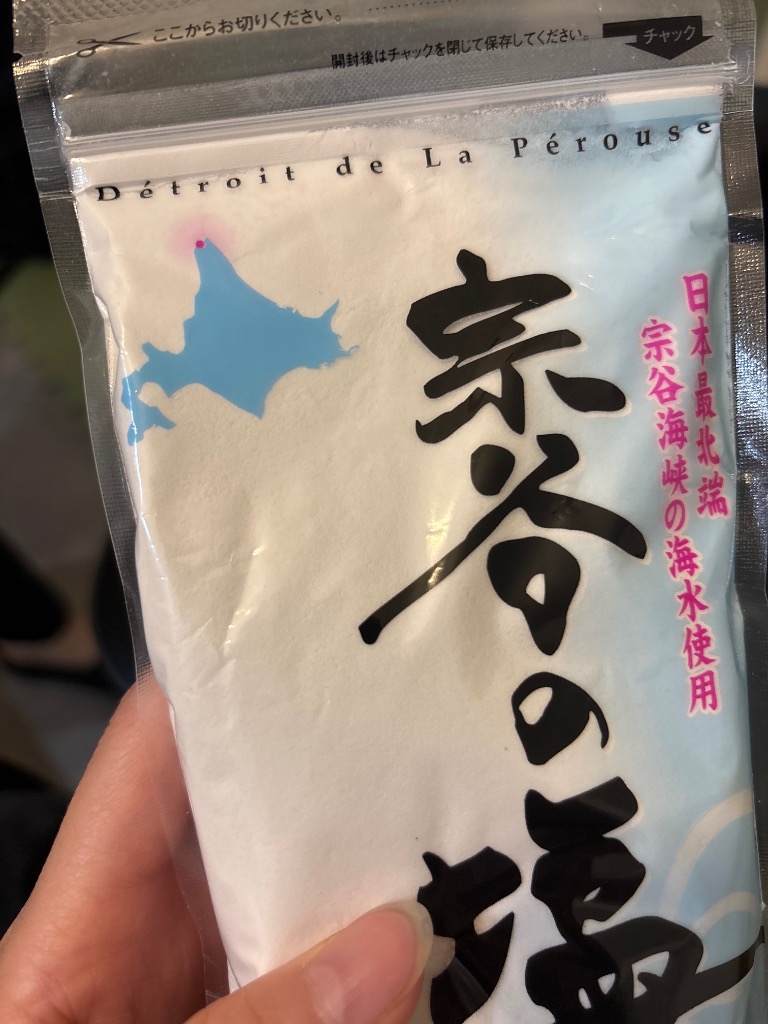 ここからお切りください。
開封後はチャックを閉じて保存してください。
チャック
Détroit de La Pérouse
日本最北端
宗谷海峡の海水使用
宗谷の塩